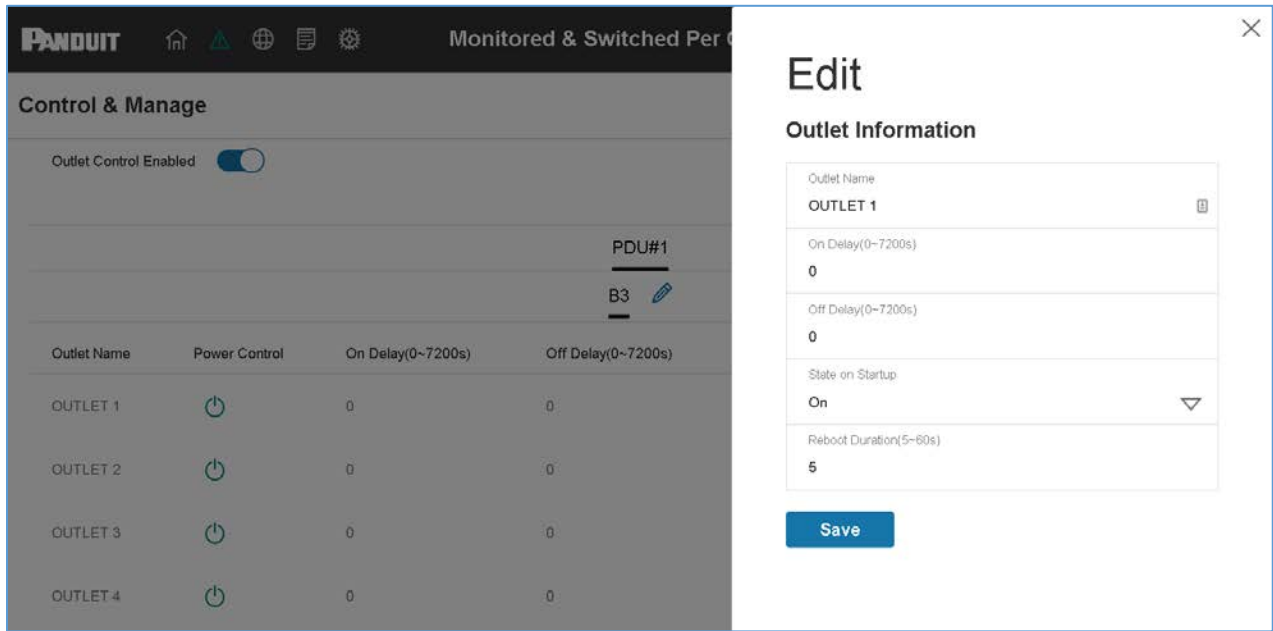 PANDUIT
Monitored & Switched Per
Control & Manage
Outlet Control Enabled
PDU#1
B3
Outlet Name Power Control On Delay(0~7200s) Off Delay(0~7200s)
OUTLET 1 0 0
OUTLET 2 0 0
OUTLET 3 0 0
OUTLET 4 0 0
Edit
Outlet Information
Outlet Name
OUTLET 1
On Delay(0~7200s)
0
Off Delay(0~7200s)
0
State on Startup
On
Reboot Duration(5~60s)
5
Save